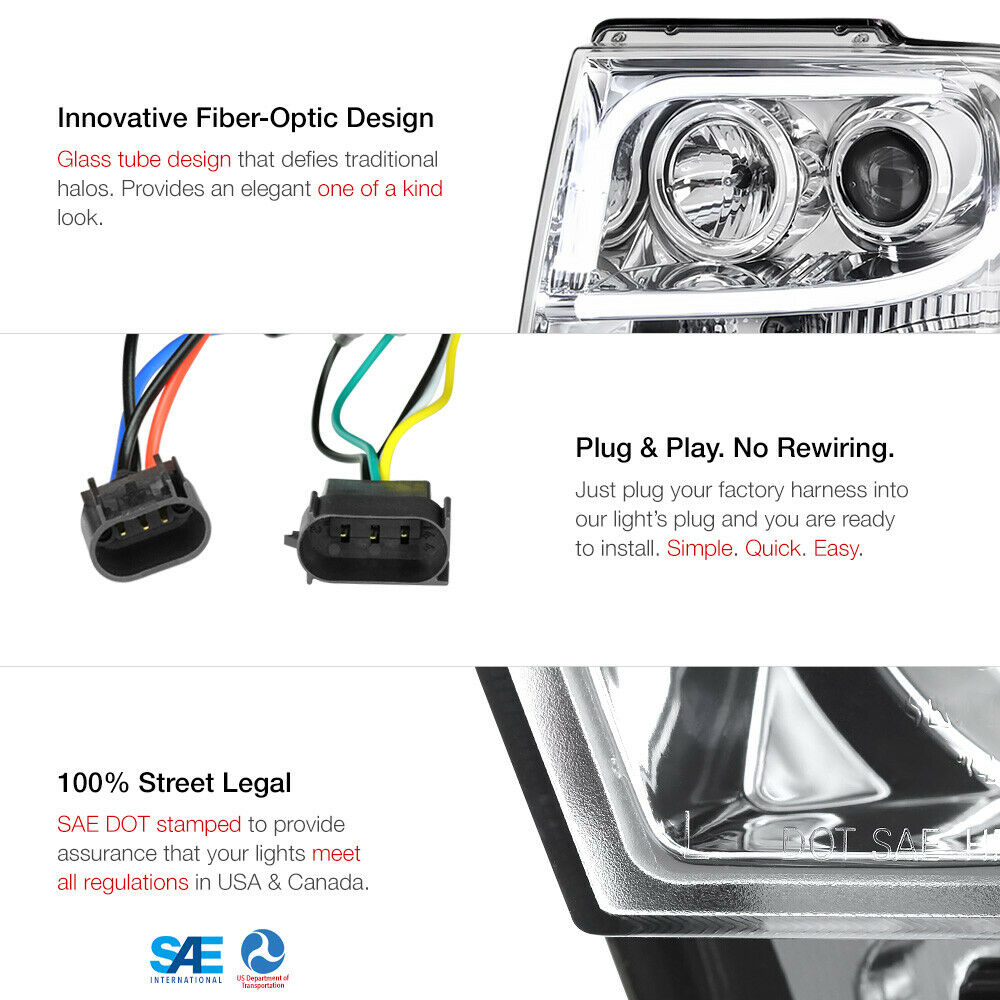 Innovative Fiber-Optic Design
Glass tube design that defies traditional
halos. Provides an elegant one of a kind
look.
Plug & Play. No Rewiring.
Just plug your factory harness into
our light's plug and you are ready
to install. Simple. Quick. Easy.
100% Street Legal
SAE DOT stamped to provide
assurance that your lights meet
all regulations in USA & Canada.
SAE
INTERNATIONAL
US Department of
Transportation
L DOT SAE